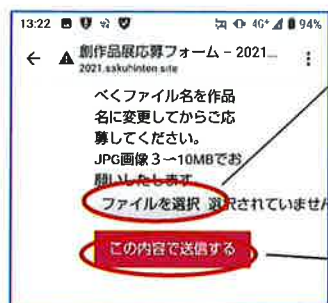 13:22 4G+ 94%
創作品展応募フォーム – 2021...
2021.sakuhinten.site
べくファイル名を作品
名に変更してからご応
募してください。
JPG画像3〜10MBでお
願いいたします
ファイルを選択 選択されていません
この内容で送信する